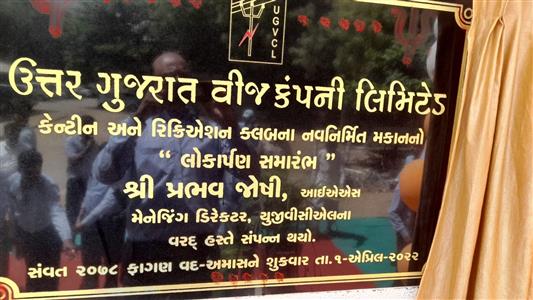 UGVCL
ઉત્તર ગુજરાત વીજ કંપની લિમિટેડ
કેન્ટીન અને રિક્રિએશન ક્લબના નવનિર્મિત મકાનનો
“ લોકાર્પણ સમારંભ ”
શ્રી પ્રભવ જોષી, આઈએએસ
મેનેજિંગ ડિરેક્ટર, યુજીવીસીએલના
વરદ્ હસ્તે સંપન્ન થયો.
સંવત ૨૦૭૮ ફાગણ વદ-અમાસને શુક્રવાર તા.૧-એપ્રિલ-૨૦૨૨